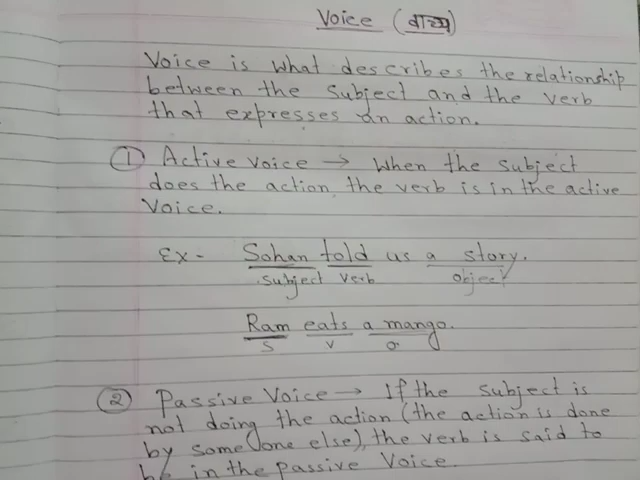 Voice (वाच्य)
Voice is what describes the relationship
between the subject and the verb
that expresses an action.
① Active voice → When the subject
does the action, the verb is in the active
Voice.
Ex- Sohan told us a story.
subject verb object
Ram eats a mango.
S V O
② Passive Voice → If the subject is
not doing the action (the action is done
by some one else), the verb is said to
be in the passive Voice.